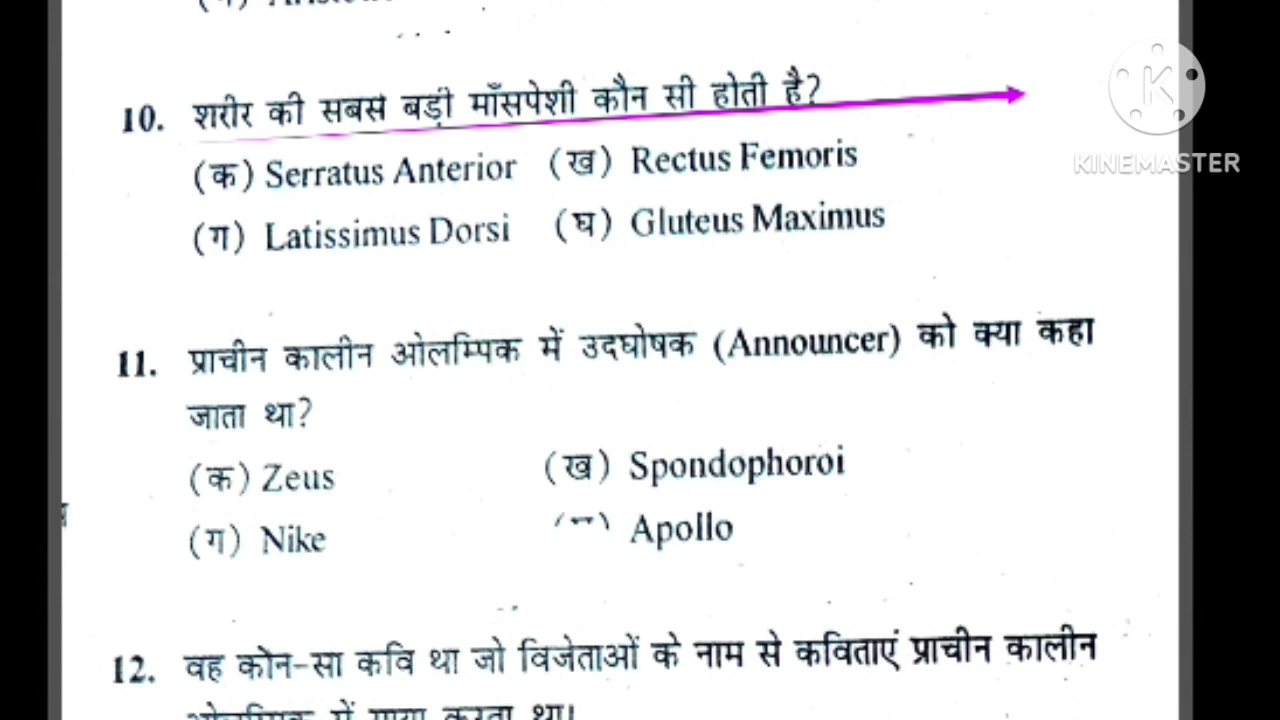 10. शरीर की सबसे बड़ी माँसपेशी कौन सी होती है?
(क) Serratus Anterior (ख) Rectus Femoris
(ग) Latissimus Dorsi (घ) Gluteus Maximus
11. प्राचीन कालीन ओलम्पिक में उदघोषक (Announcer) को क्या कहा
जाता था?
(क) Zeus (ख) Spondophoroi
(ग) Nike Apollo
12. वह कोन-सा कवि था जो विजेताओं के नाम से कविताएं प्राचीन कालीन
K
KINEMASTER